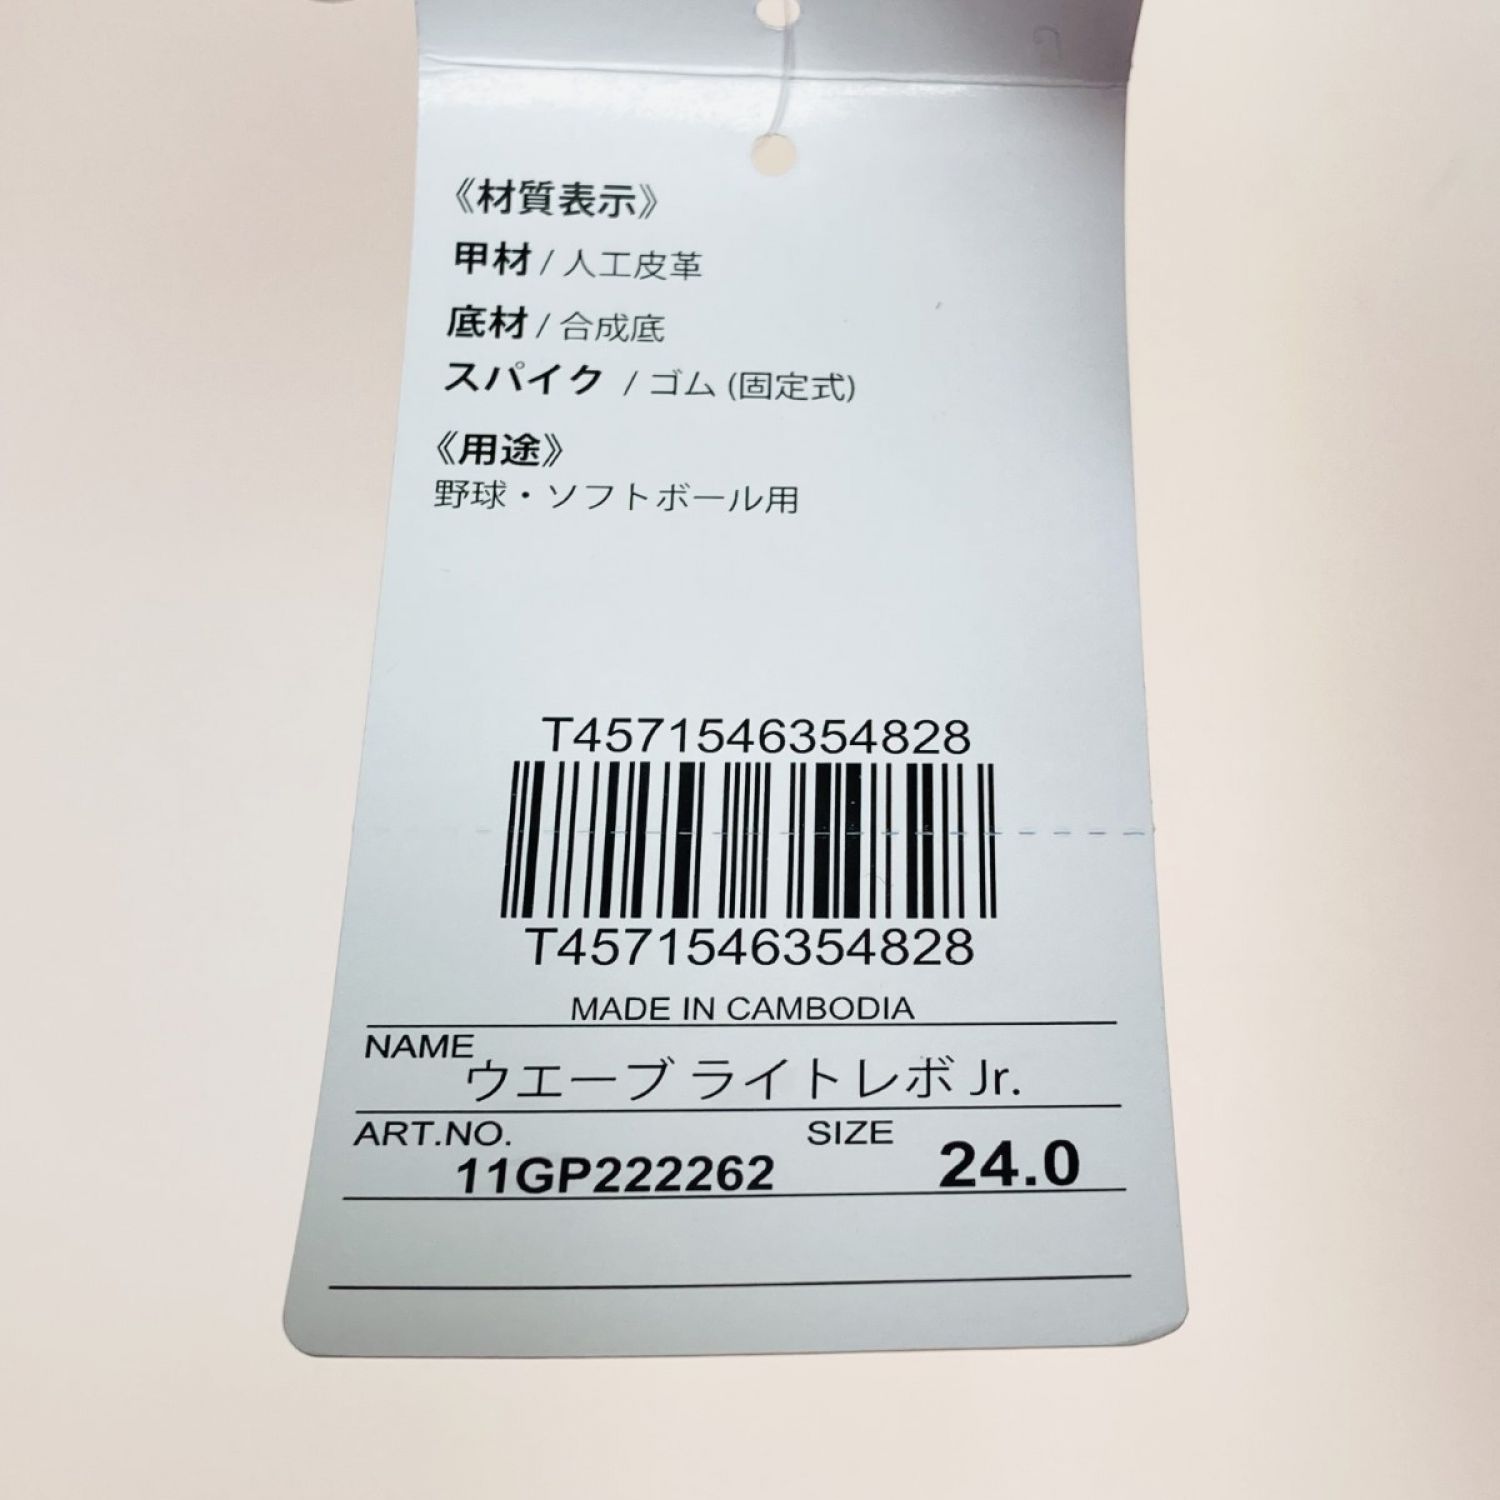 《材質表示》
甲材 / 人工皮革
底材 / 合成底
スパイク / ゴム (固定式)
《用途》
野球・ソフトボール用
T4571546354828
T4571546354828
MADE IN CAMBODIA
NAME
ウエーブ ライトレボ Jr.
ART.NO. SIZE
11GP222262 24.0